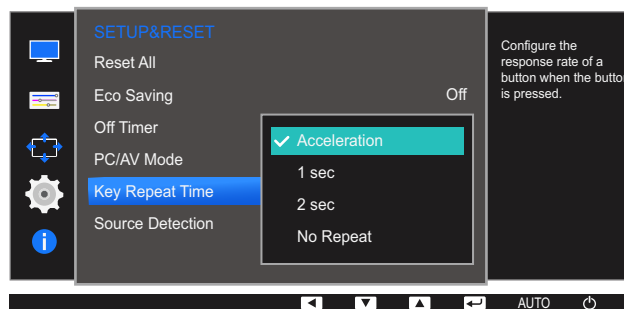 SETUP&RESET
Reset All
Eco Saving Off
Off Timer
PC/AV Mode
Key Repeat Time
Source Detection
Acceleration
1 sec
2 sec
No Repeat
Configure the
response rate of a
button when the button
is pressed.
AUTO